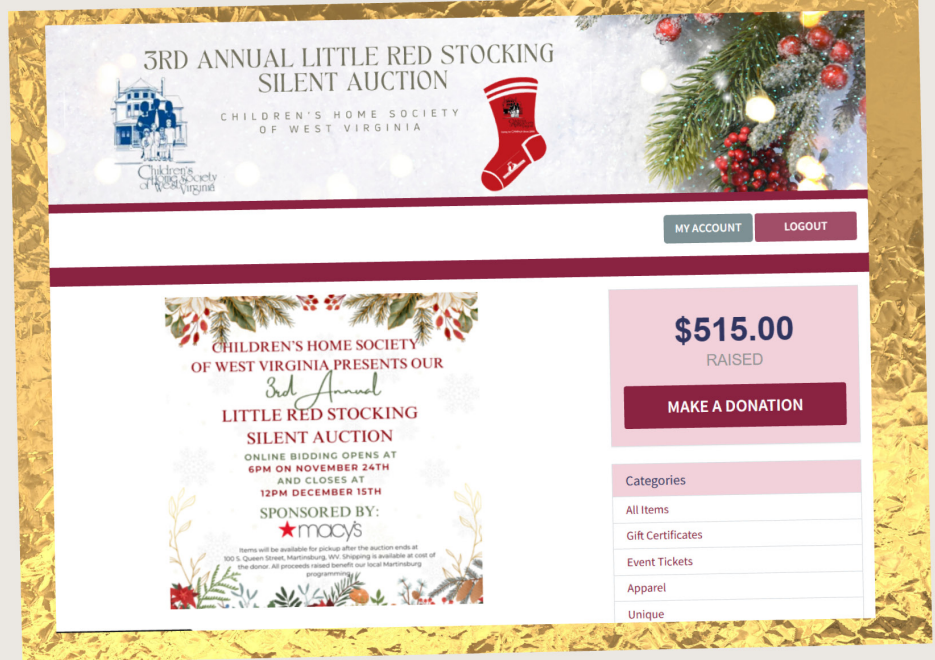 3RD ANNUAL LITTLE RED STOCKING
SILENT AUCTION
CHILDREN'S HOME SOCIETY
OF WEST VIRGINIA
Children's
Home Society
of West Virginia
MY ACCOUNT
LOGOUT
CHILDREN'S HOME SOCIETY
OF WEST VIRGINIA PRESENTS OUR
3rd Annual
LITTLE RED STOCKING
SILENT AUCTION
ONLINE BIDDING OPENS AT
6PM ON NOVEMBER 24TH
AND CLOSES AT
12PM DECEMBER 15TH
SPONSORED BY:
macy's
Items will be available for pickup after the auction ends at
100 S. Queen Street, Martinsburg, WV. Shipping is available at cost of
the donor. All proceeds raised benefit our local Martinsburg
programming.
$515.00
RAISED
MAKE A DONATION
Categories
All Items
Gift Certificates
Event Tickets
Apparel
Unique